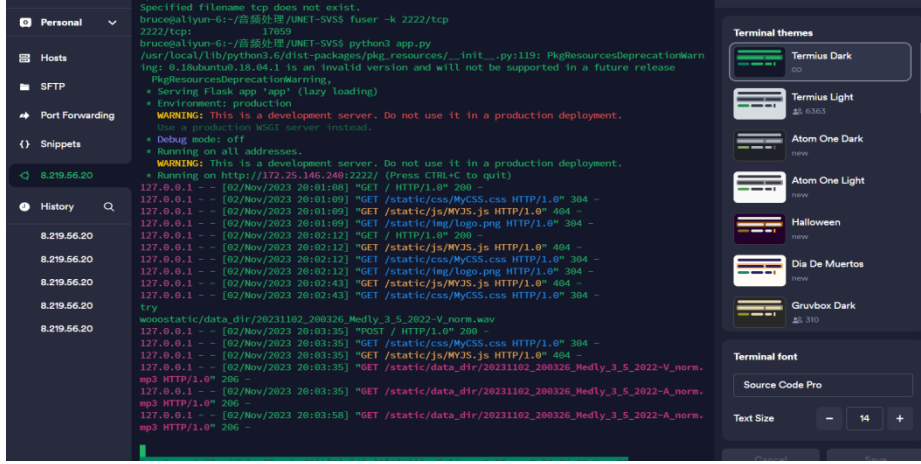 Personal
Hosts
SFTP
Port Forwarding
{} Snippets
8.219.56.20
History
8.219.56.20
8.219.56.20
8.219.56.20
8.219.56.20
8.219.56.20
Specified filename tcp does not exist.
bruce@aliyun-6:~/音频处理/UNET-SVS$ fuser -k 2222/tcp
2222/tcp: 17059
bruce@aliyun-6:~/音频处理/UNET-SVS$ python3 app.py
/usr/local/lib/python3.6/dist-packages/pkg_resources/__init__.py:119: PkgResourcesDeprecationWarn
ing: 0.18ubuntu0.18.04.1 is an invalid version and will not be supported in a future release
PkgResourcesDeprecationWarning,
* Serving Flask app 'app' (lazy loading)
* Environment: production
WARNING: This is a development server. Do not use it in a production deployment.
Use a production WSGI server instead.
* Debug mode: off
* Running on all addresses.
WARNING: This is a development server. Do not use it in a production deployment.
* Running on http://172.25.146.240:2222/ (Press CTRL+C to quit)
127.0.0.1 - - [02/Nov/2023 20:01:08] "GET / HTTP/1.0" 200 -
127.0.0.1 - - [02/Nov/2023 20:01:09] "GET /static/css/MyCSS.css HTTP/1.0" 304 -
127.0.0.1 - - [02/Nov/2023 20:01:09] "GET /static/js/MYJS.js HTTP/1.0" 404 -
127.0.0.1 - - [02/Nov/2023 20:01:09] "GET /static/img/logo.png HTTP/1.0" 304 -
127.0.0.1 - - [02/Nov/2023 20:02:12] "GET / HTTP/1.0" 200 -
127.0.0.1 - - [02/Nov/2023 20:02:12] "GET /static/js/MYJS.js HTTP/1.0" 404 -
127.0.0.1 - - [02/Nov/2023 20:02:12] "GET /static/css/MyCSS.css HTTP/1.0" 304 -
127.0.0.1 - - [02/Nov/2023 20:02:12] "GET /static/img/logo.png HTTP/1.0" 304 -
127.0.0.1 - - [02/Nov/2023 20:02:43] "GET /static/js/MYJS.js HTTP/1.0" 404 -
127.0.0.1 - - [02/Nov/2023 20:02:43] "GET /static/css/MyCSS.css HTTP/1.0" 304 -
try
wooostatic/data_dir/20231102_200326_Medly_3_5_2022-V_norm.wav
127.0.0.1 - - [02/Nov/2023 20:03:35] "POST / HTTP/1.0" 200 -
127.0.0.1 - - [02/Nov/2023 20:03:35] "GET /static/css/MyCSS.css HTTP/1.0" 304 -
127.0.0.1 - - [02/Nov/2023 20:03:35] "GET /static/js/MYJS.js HTTP/1.0" 404 -
127.0.0.1 - - [02/Nov/2023 20:03:35] "GET /static/data_dir/20231102_200326_Medly_3_5_2022-V_norm.
mp3 HTTP/1.0" 206 -
127.0.0.1 - - [02/Nov/2023 20:03:35] "GET /static/data_dir/20231102_200326_Medly_3_5_2022-A_norm.
mp3 HTTP/1.0" 206 -
127.0.0.1 - - [02/Nov/2023 20:03:58] "GET /static/data_dir/20231102_200326_Medly_3_5_2022-A_norm.
mp3 HTTP/1.0" 206 -
Terminal themes
Termius Dark
Termius Light
6363
Atom One Dark
new
Atom One Light
new
Halloween
new
Dia De Muertos
new
Gruvbox Dark
310
Terminal font
Source Code Pro
Text Size
- 14 +
Cancel
Save